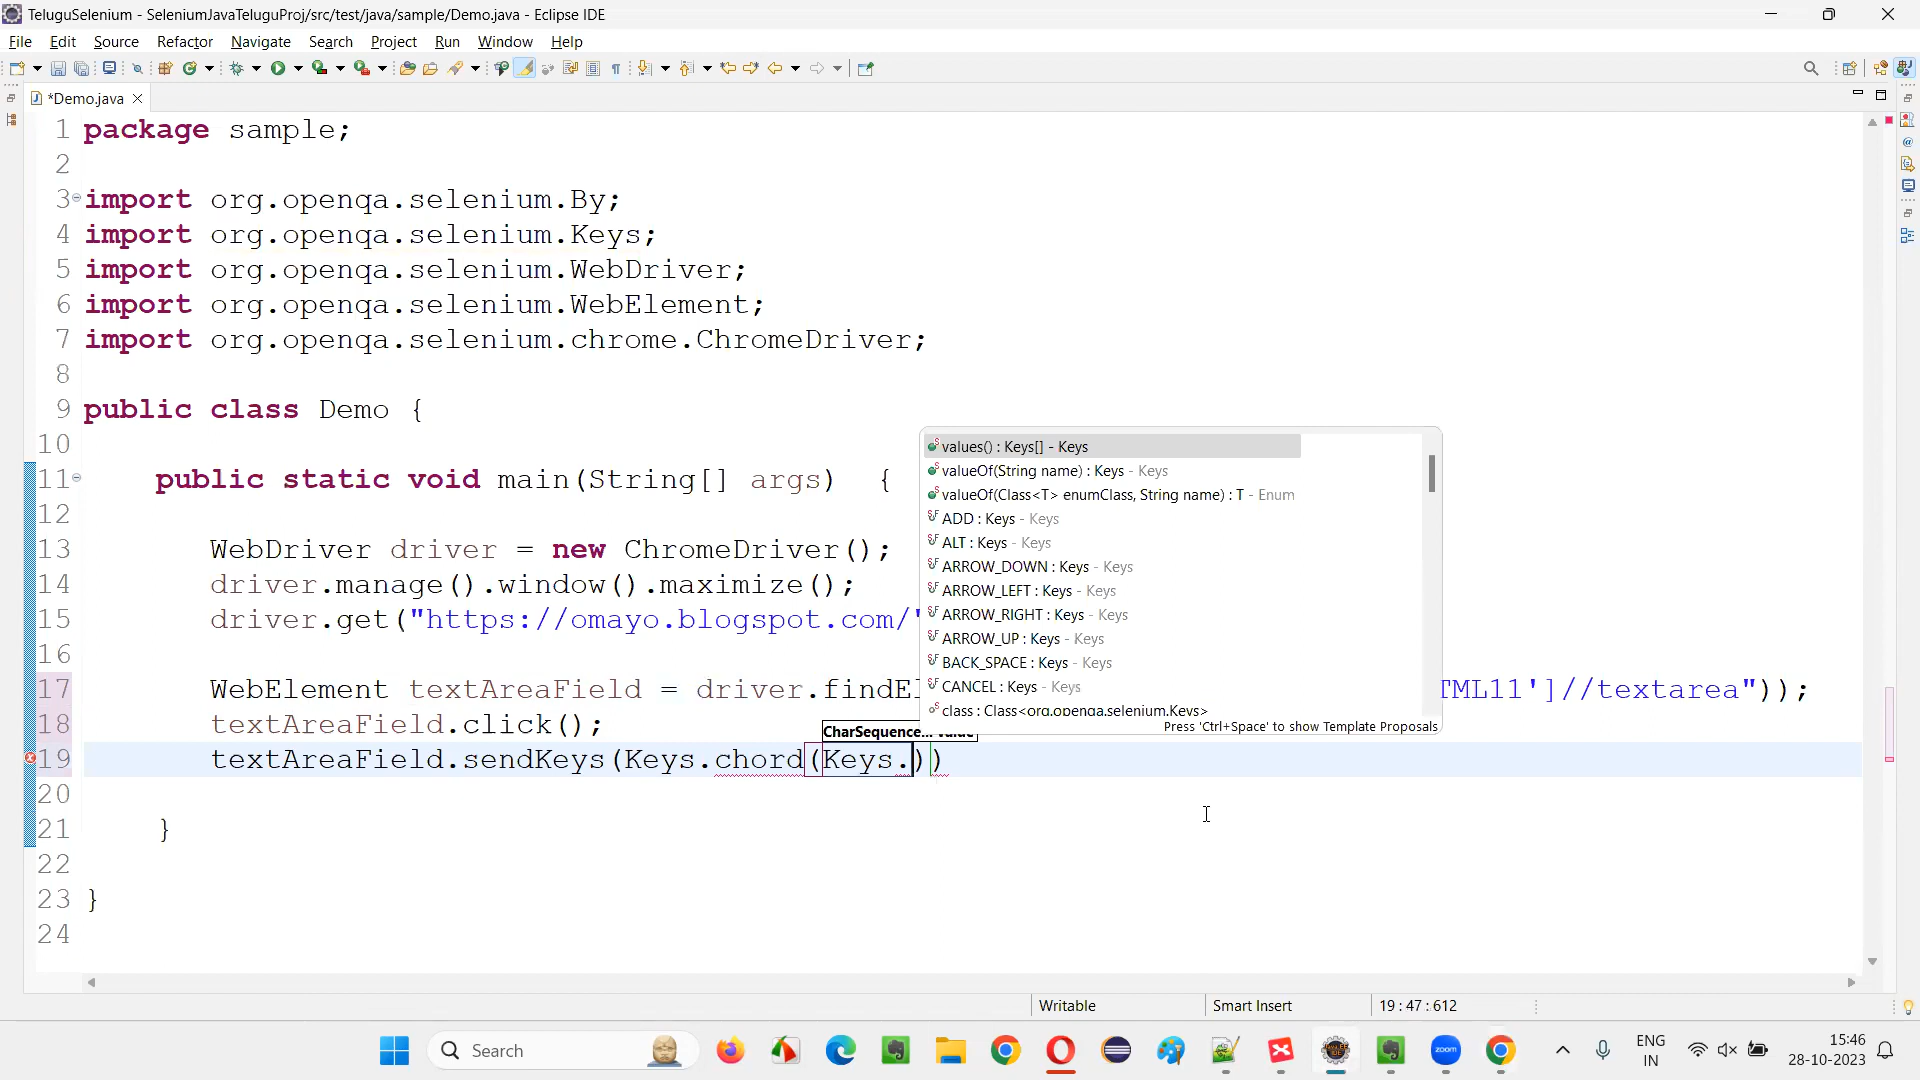 TeluguSelenium - SeleniumJavaTeluguProj/src/test/java/sample/Demo.java - Eclipse IDE
File Edit Source Refactor Navigate Search Project Run Window Help
*Demo.java
1 package sample;
2
3 import org.openqa.selenium.By;
4 import org.openqa.selenium.Keys;
5 import org.openqa.selenium.WebDriver;
6 import org.openqa.selenium.WebElement;
7 import org.openqa.selenium.chrome.ChromeDriver;
8
9 public class Demo {
10
11 public static void main(String[] args) {
12
13 WebDriver driver = new ChromeDriver();
14 driver.manage().window().maximize();
15 driver.get("https://omayo.blogspot.com/"
16
17 WebElement textAreaField = driver.findEl TML11']//textarea"));
18 textAreaField.click();
CharSequence... value
19 textAreaField.sendKeys(Keys.chord(Keys.))
20
21 }
22
23 }
24
values() : Keys[] - Keys
valueOf(String name) : Keys - Keys
valueOf(Class<T> enumClass, String name) : T - Enum
ADD : Keys - Keys
ALT : Keys - Keys
ARROW_DOWN : Keys - Keys
ARROW_LEFT : Keys - Keys
ARROW_RIGHT : Keys - Keys
ARROW_UP : Keys - Keys
BACK_SPACE : Keys - Keys
CANCEL : Keys - Keys
class : Class<org.openqa.selenium.Keys>
Press 'Ctrl+Space' to show Template Proposals
Writable Smart Insert 19 : 47 : 612
Search
zoom
ENG
IN
15:46
28-10-2023